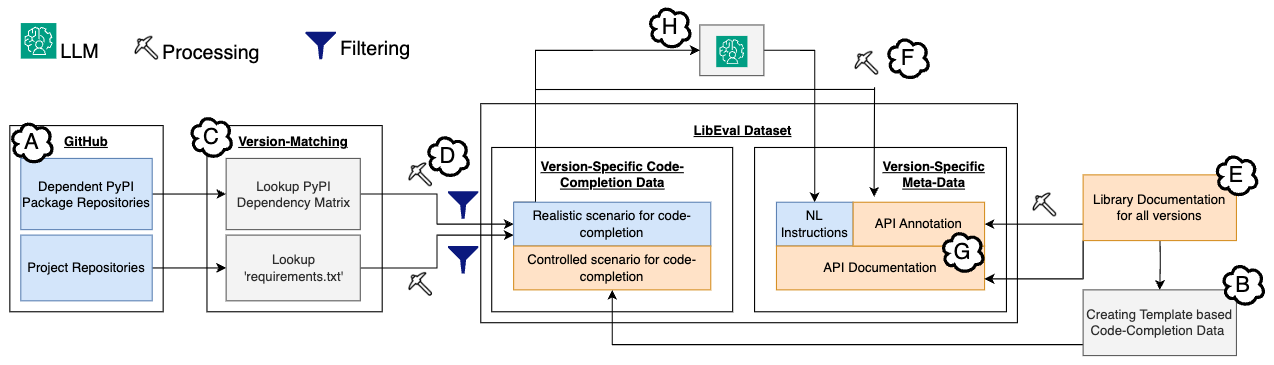 LLM
Processing
Filtering
H
F
A
GitHub
Dependent PyPI
Package Repositories
Project Repositories
C
Version-Matching
Lookup PyPI
Dependency Matrix
Lookup
'requirements.txt'
D
LibEval Dataset
Version-Specific Code-
Completion Data
Realistic scenario for code-
completion
Controlled scenario for code-
completion
Version-Specific
Meta-Data
NL
Instructions
API Annotation
G
API Documentation
E
Library Documentation
for all versions
B
Creating Template based
Code-Completion Data